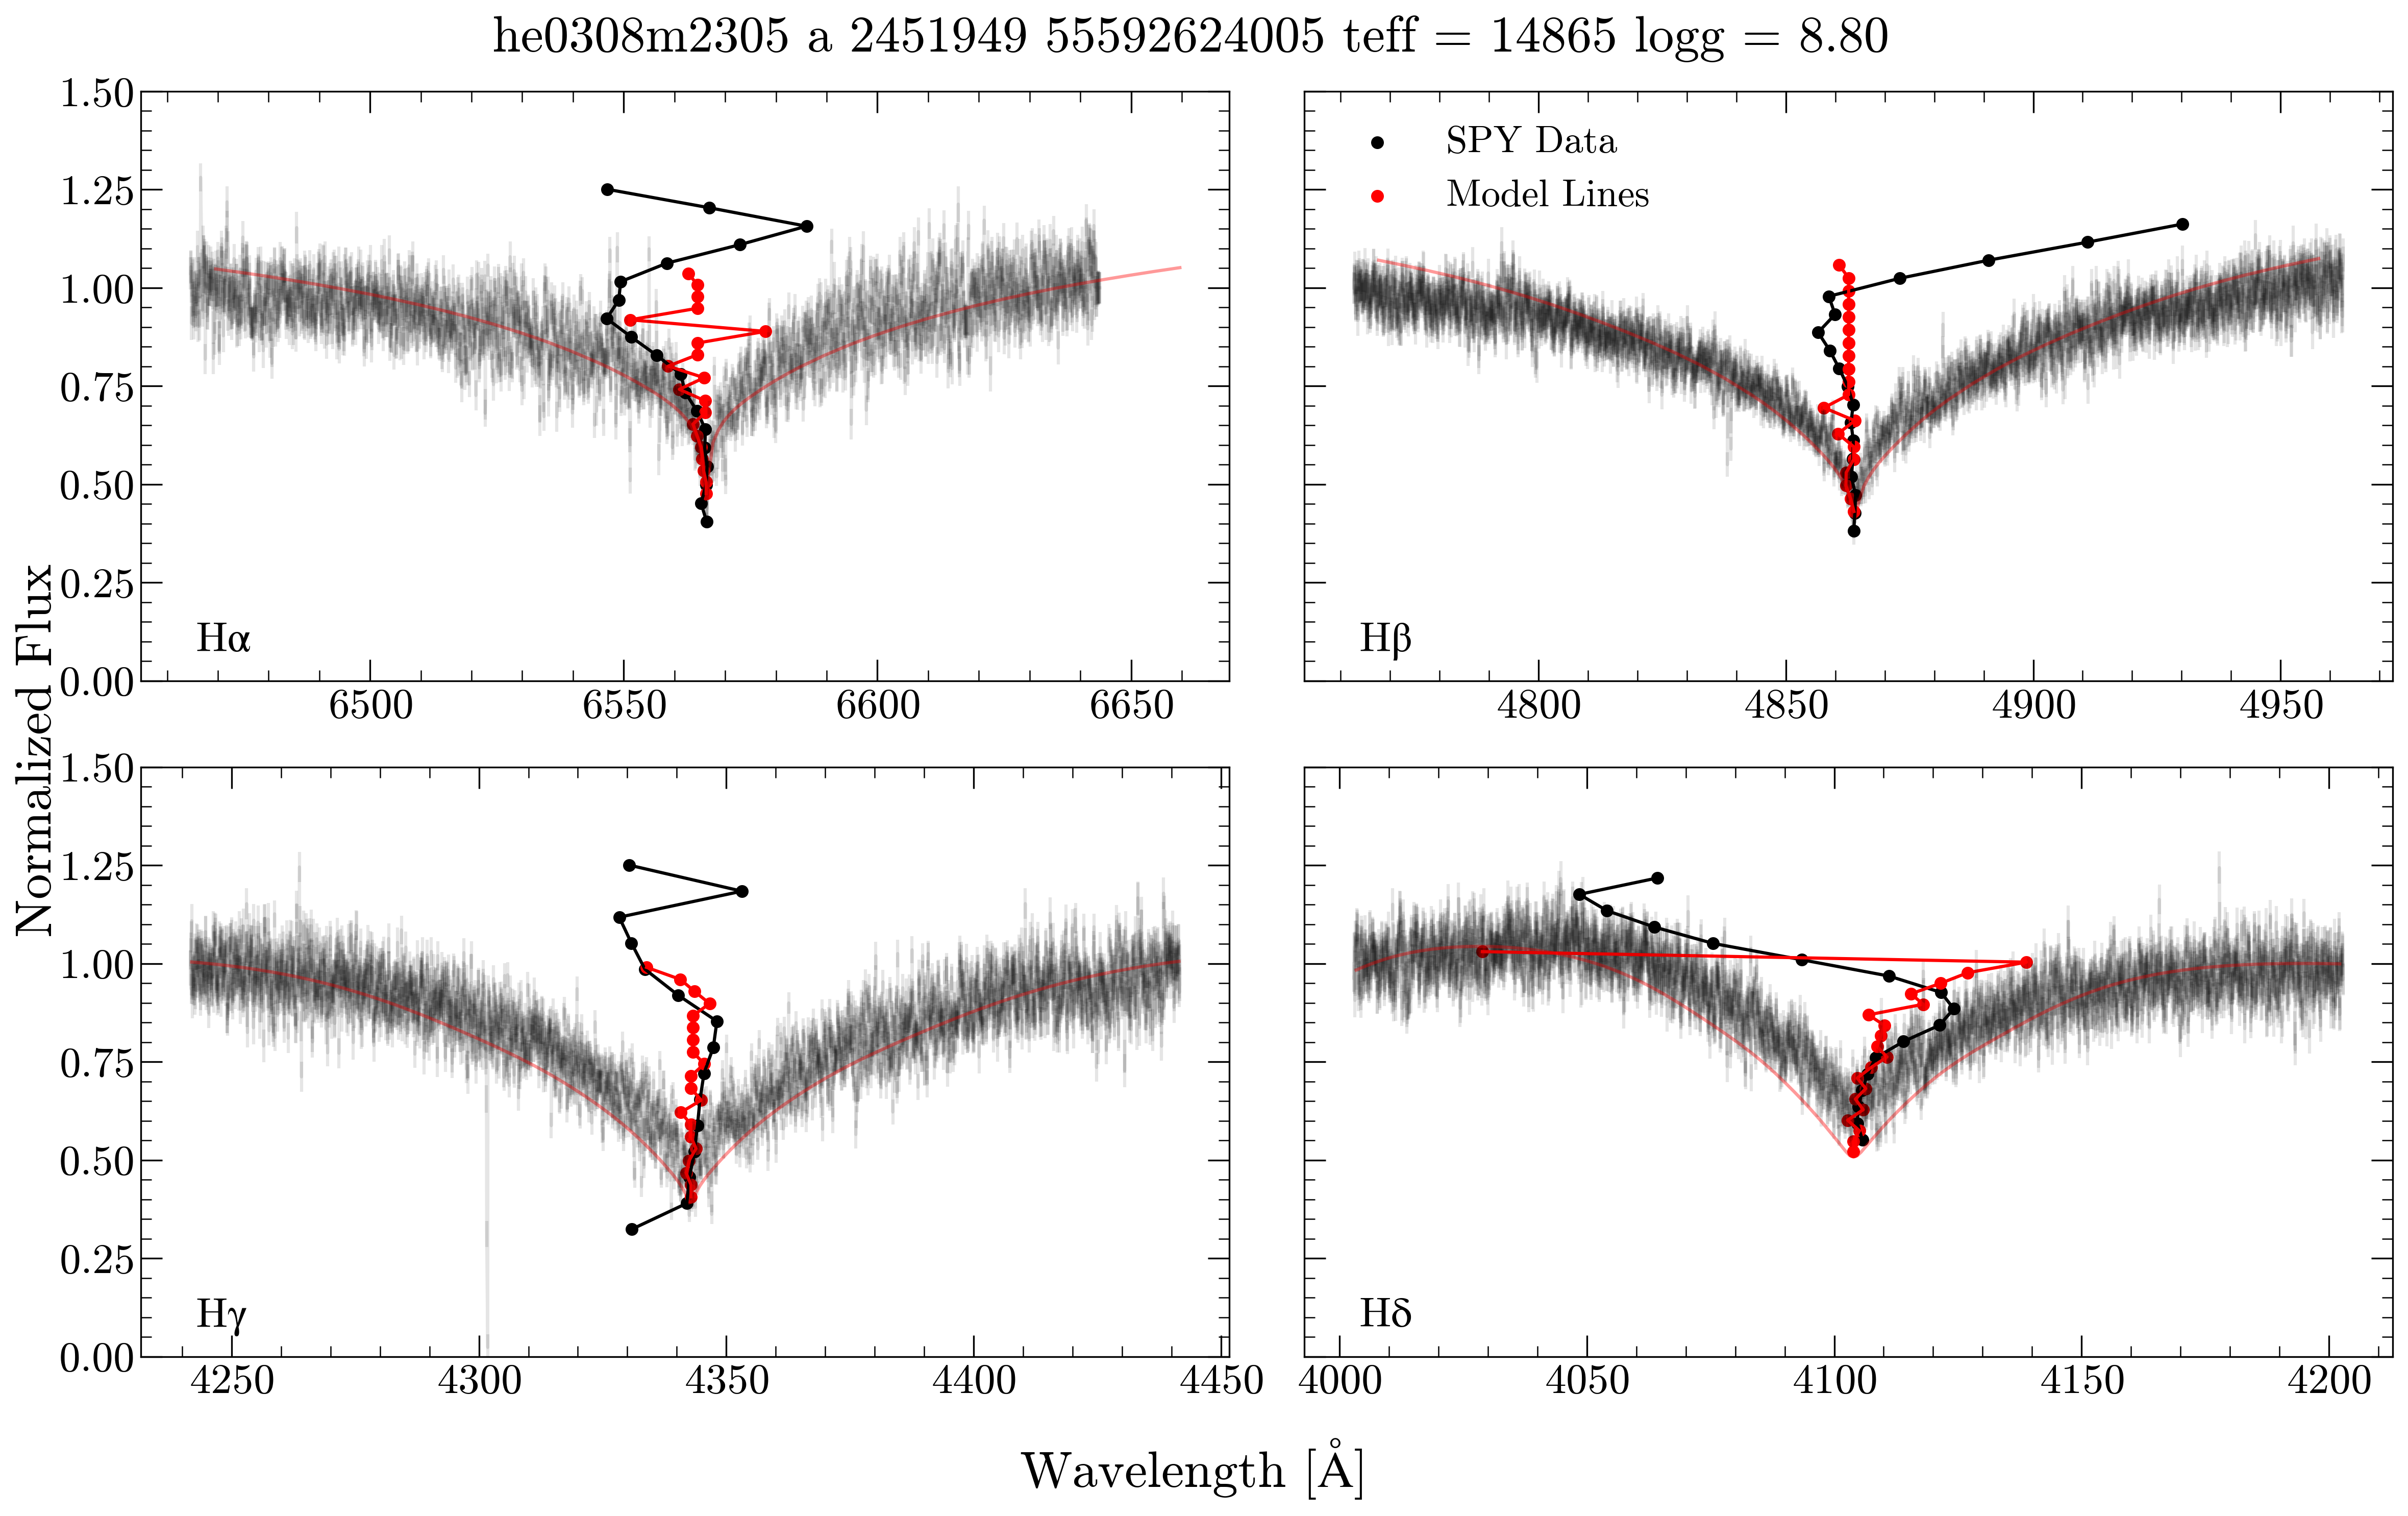 he0308m2305 a 2451949 55592624005 teff = 14865 logg = 8.80
Normalized Flux
1.50
1.25
1.00
0.75
0.50
0.25
0.00
Hα
6500 6550 6600 6650
SPY Data
Model Lines
Hβ
4800 4850 4900 4950
1.50
1.25
1.00
0.75
0.50
0.25
0.00
Hγ
4250 4300 4350 4400 4450
Hδ
4000 4050 4100 4150 4200
Wavelength [Å]